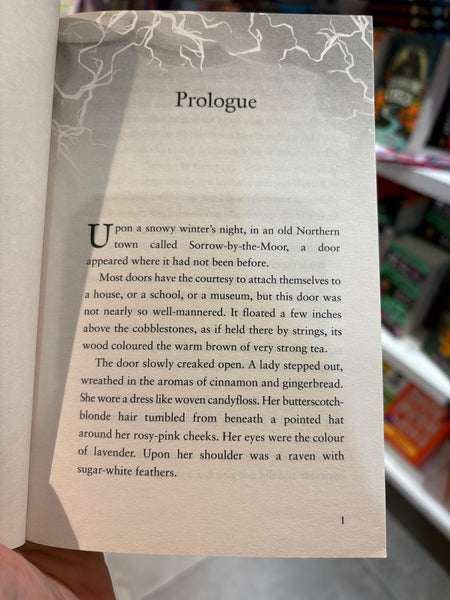 Prologue
Upon a snowy winter's night, in an old Northern
town called Sorrow-by-the-Moor, a door
appeared where it had not been before.
Most doors have the courtesy to attach themselves to
a house, or a school, or a museum, but this door was
not nearly so well-mannered. It floated a few inches
above the cobblestones, as if held there by strings, its
wood coloured the warm brown of very strong tea.
The door slowly creaked open. A lady stepped out,
wreathed in the aromas of cinnamon and gingerbread.
She wore a dress like woven candyfloss. Her butterscotch-
blonde hair tumbled from beneath a pointed hat
around her rosy-pink cheeks. Her eyes were the colour
of lavender. Upon her shoulder was a raven with
sugar-white feathers.
1